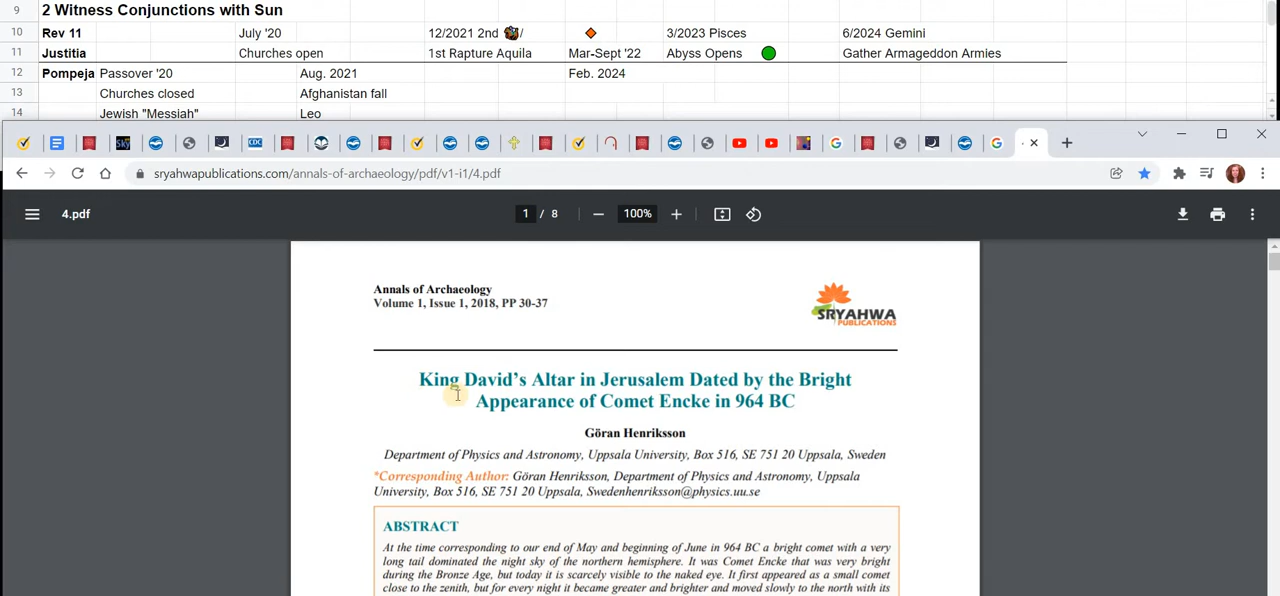 9 2 Witness Conjunctions with Sun
10 Rev 11 July '20 12/2021 2nd / 3/2023 Pisces 6/2024 Gemini
11 Justitia Churches open 1st Rapture Aquila Mar-Sept '22 Abyss Opens Gather Armageddon Armies
12 Pompeja Passover '20 Aug. 2021 Feb. 2024
13 Churches closed Afghanistan fall
14 Jewish "Messiah" Leo
sryahwapublications.com/annals-of-archaeology/pdf/v1-i1/4.pdf
4.pdf 1 / 8 100%
Annals of Archaeology
Volume 1, Issue 1, 2018, PP 30-37
SRYAHWA
PUBLICATIONS
King David's Altar in Jerusalem Dated by the Bright
Appearance of Comet Encke in 964 BC
Göran Henriksson
Department of Physics and Astronomy, Uppsala University, Box 516, SE 751 20 Uppsala, Sweden
*Corresponding Author: Göran Henriksson, Department of Physics and Astronomy, Uppsala
University, Box 516, SE 751 20 Uppsala, Swedenhenriksson@physics.uu.se
ABSTRACT
At the time corresponding to our end of May and beginning of June in 964 BC a bright comet with a very
long tail dominated the night sky of the northern hemisphere. It was Comet Encke that was very bright
during the Bronze Age, but today it is scarcely visible to the naked eye. It first appeared as a small comet
close to the zenith, but for every night it became greater and brighter and moved slowly to the north with its